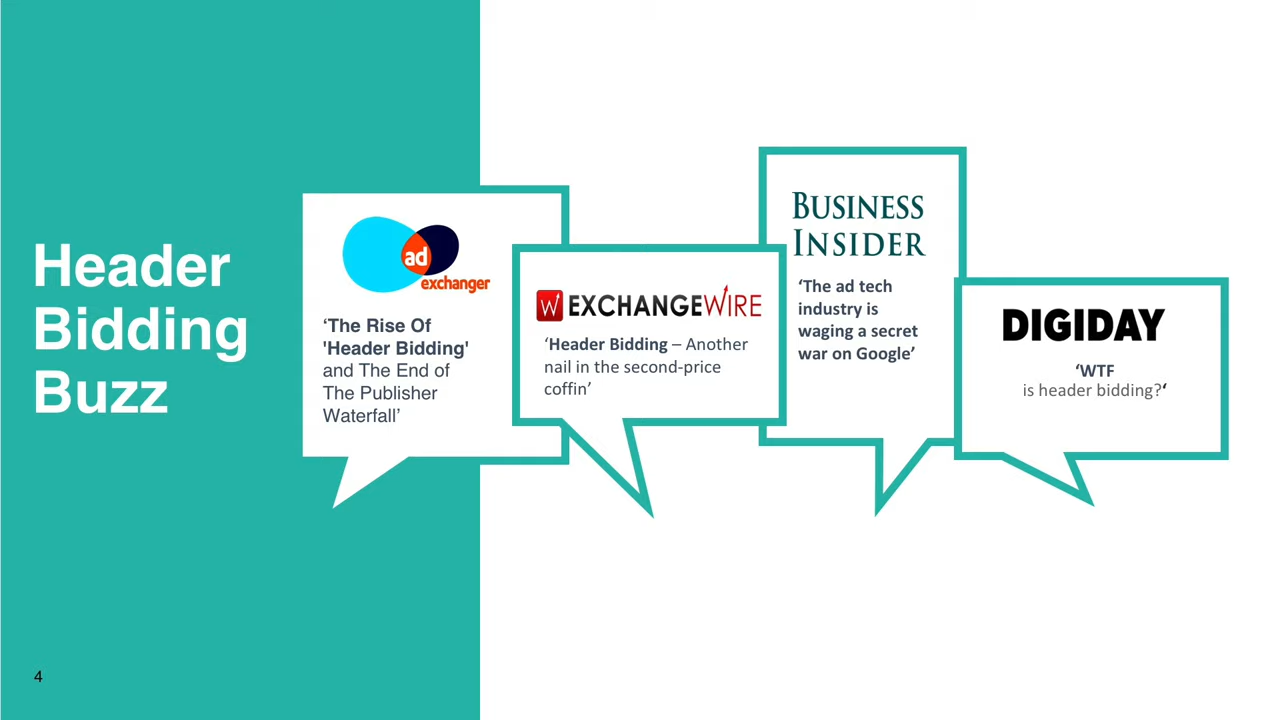 Header
Bidding
Buzz
ad
exchanger
‘The Rise Of
'Header Bidding'
and The End of
The Publisher
Waterfall’
W EXCHANGEWIRE
‘Header Bidding – Another
nail in the second-price
coffin’
BUSINESS
INSIDER
‘The ad tech
industry is
waging a secret
war on Google’
DIGIDAY
‘WTF
is header bidding?‘
4